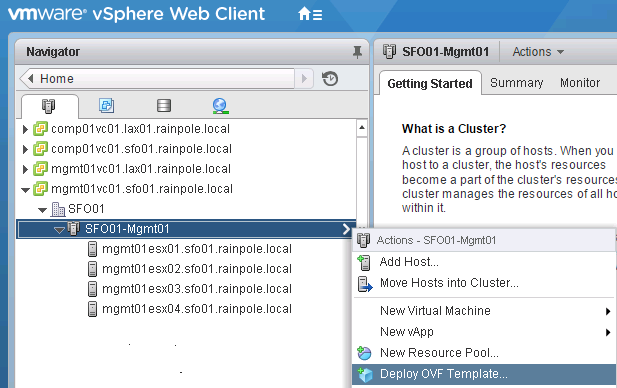 vmware® vSphere Web Client
Navigator
Home
comp01vc01.lax01.rainpole.local
comp01vc01.sfo01.rainpole.local
mgmt01vc01.lax01.rainpole.local
mgmt01vc01.sfo01.rainpole.local
SFO01
SFO01-Mgmt01
mgmt01esx01.sfo01.rainpole.local
mgmt01esx02.sfo01.rainpole.local
mgmt01esx03.sfo01.rainpole.local
mgmt01esx04.sfo01.rainpole.local
SFO01-Mgmt01 Actions
Getting Started Summary Monitor
What is a Cluster?
A cluster is a group of hosts. When you
host to a cluster, the host's resources
become a part of the cluster's resources
cluster manages the resources of all ho
within it.
Actions - SFO01-Mgmt01
Add Host...
Move Hosts into Cluster...
New Virtual Machine
New vApp
New Resource Pool...
Deploy OVF Template...